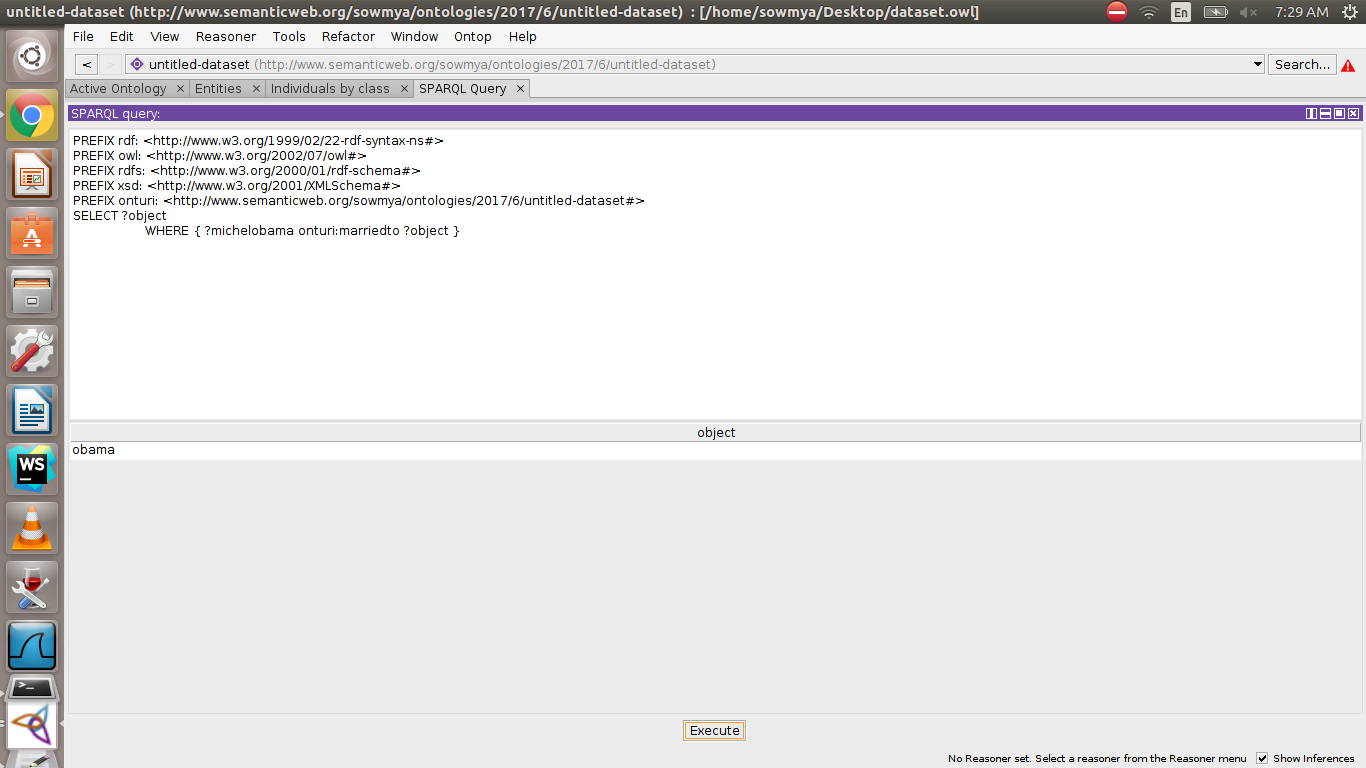 untitled-dataset (http://www.semanticweb.org/sowmya/ontologies/2017/6/untitled-dataset) : [/home/sowmya/Desktop/dataset.owl]
En
7:29 AM
File Edit View Reasoner Tools Refactor Window Ontop Help
< > untitled-dataset (http://www.semanticweb.org/sowmya/ontologies/2017/6/untitled-dataset) Search...
Active Ontology × Entities × Individuals by class × SPARQL Query ×
SPARQL query:
PREFIX rdf: <http://www.w3.org/1999/02/22-rdf-syntax-ns#>
PREFIX owl: <http://www.w3.org/2002/07/owl#>
PREFIX rdfs: <http://www.w3.org/2000/01/rdf-schema#>
PREFIX xsd: <http://www.w3.org/2001/XMLSchema#>
PREFIX onturi: <http://www.semanticweb.org/sowmya/ontologies/2017/6/untitled-dataset#>
SELECT ?object
WHERE { ?michelobama onturi:marriedto ?object }
object
obama
WS
Execute
No Reasoner set. Select a reasoner from the Reasoner menu Show Inferences